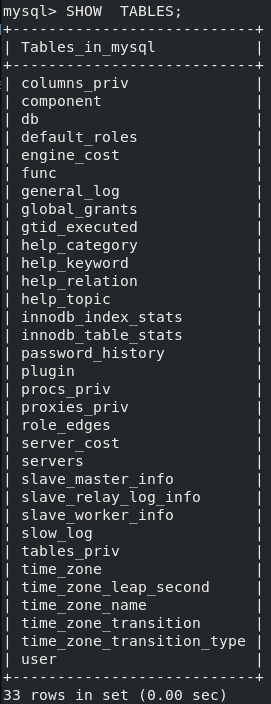 mysql> SHOW  TABLES;
+---------------------------+
| Tables_in_mysql           |
+---------------------------+
| columns_priv              |
| component                 |
| db                        |
| default_roles             |
| engine_cost               |
| func                      |
| general_log               |
| global_grants             |
| gtid_executed             |
| help_category             |
| help_keyword              |
| help_relation             |
| help_topic                |
| innodb_index_stats        |
| innodb_table_stats        |
| password_history          |
| plugin                    |
| procs_priv                |
| proxies_priv              |
| role_edges                |
| server_cost               |
| servers                   |
| slave_master_info         |
| slave_relay_log_info      |
| slave_worker_info         |
| slow_log                  |
| tables_priv               |
| time_zone                 |
| time_zone_leap_second     |
| time_zone_name            |
| time_zone_transition      |
| time_zone_transition_type |
| user                      |
+---------------------------+
33 rows in set (0.00 sec)